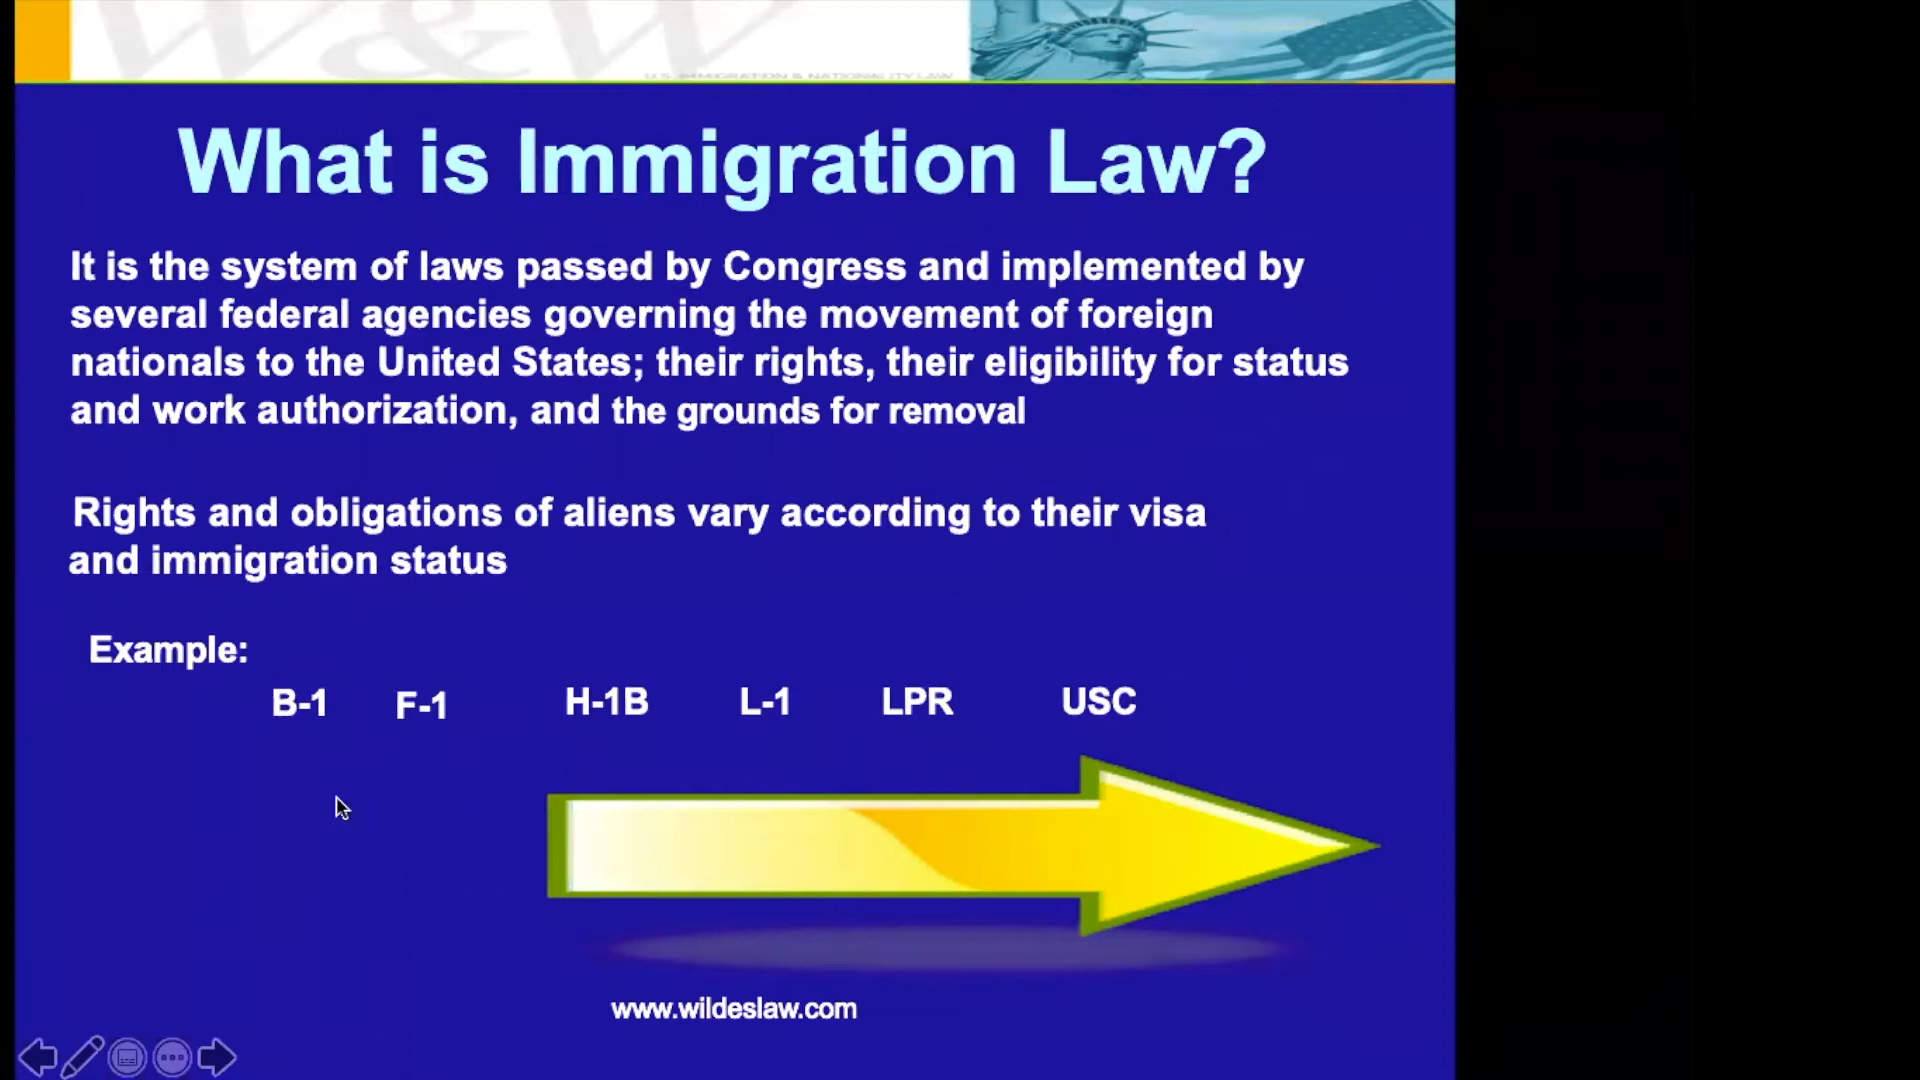 W&W
U.S. IMMIGRATION & NATIONALITY LAW
What is Immigration Law?
It is the system of laws passed by Congress and implemented by
several federal agencies governing the movement of foreign
nationals to the United States; their rights, their eligibility for status
and work authorization, and the grounds for removal
Rights and obligations of aliens vary according to their visa
and immigration status
Example:
B-1 F-1 H-1B L-1 LPR USC
www.wildeslaw.com